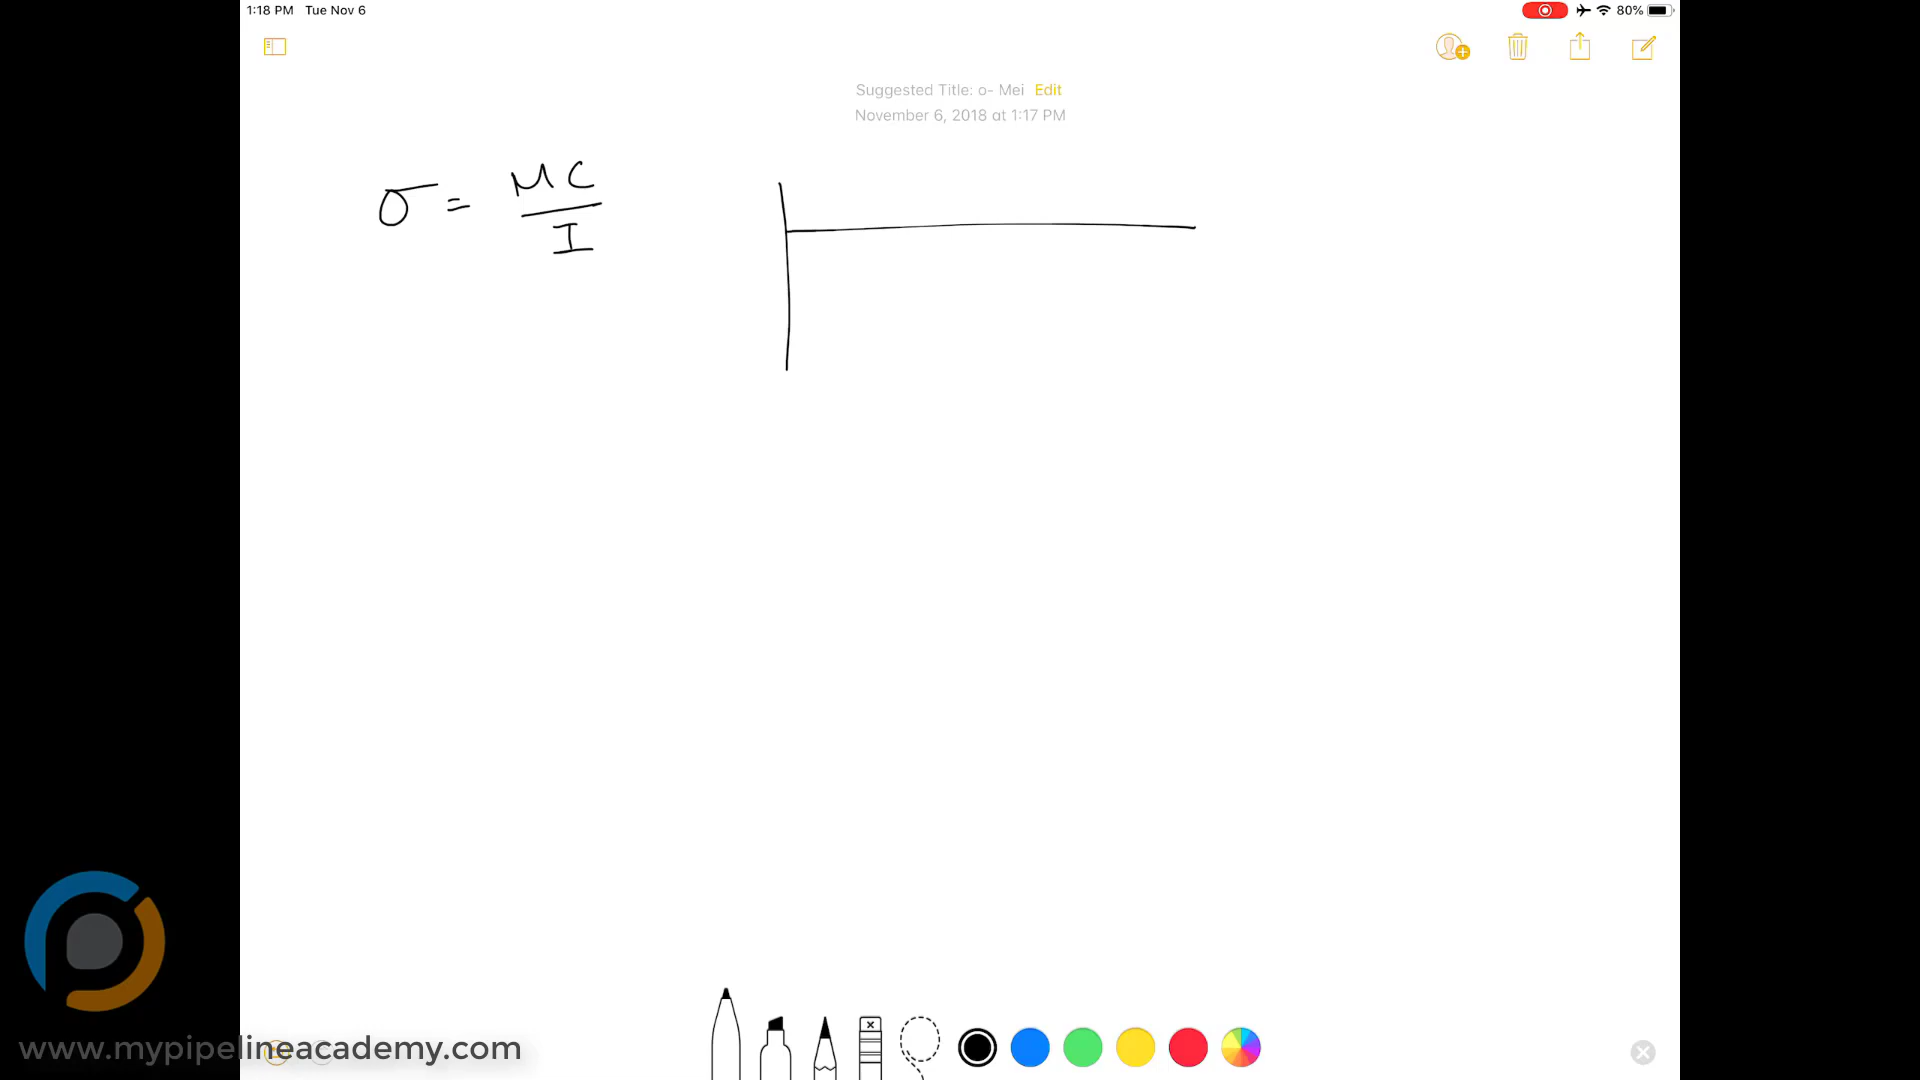 1:18 PM Tue Nov 6
80%
Suggested Title: o- Mei Edit
November 6, 2018 at 1:17 PM
σ = MC
I
www.mypipelineacademy.com